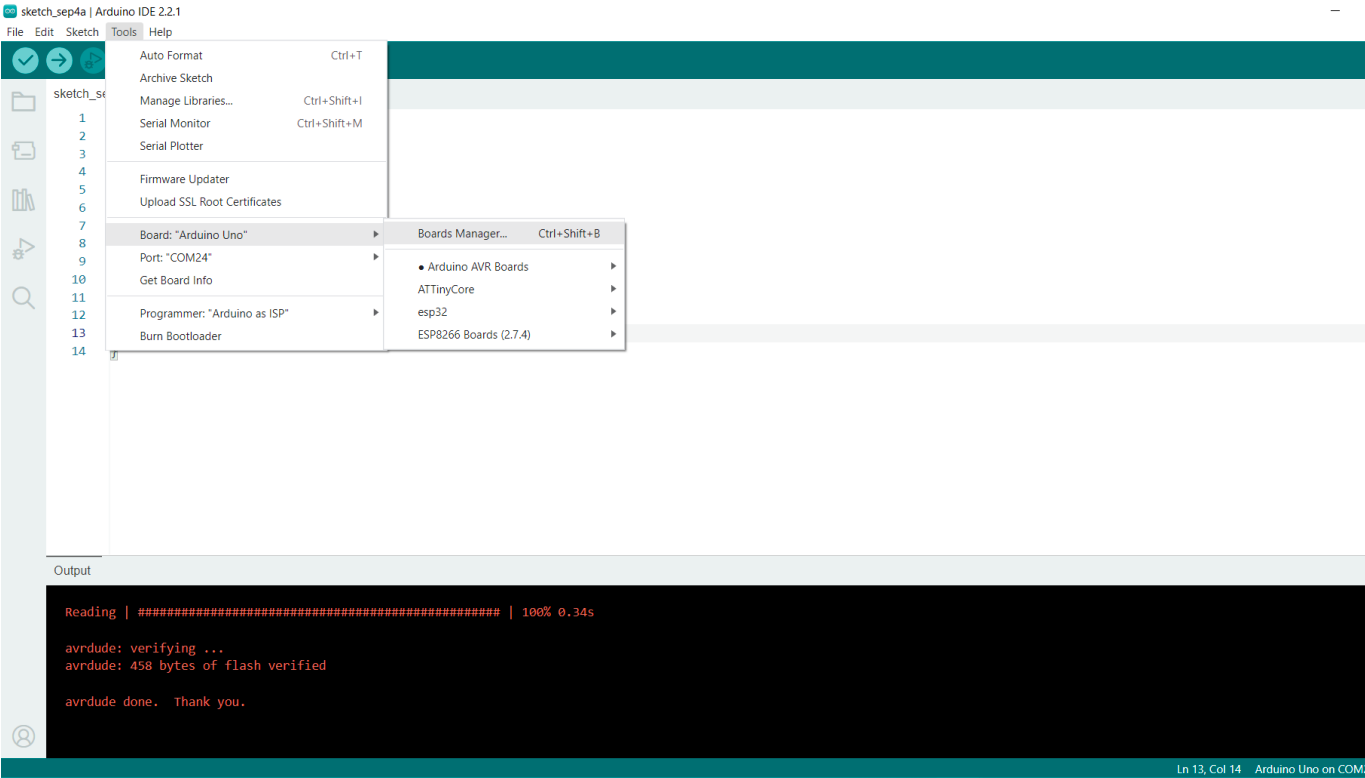 sketch_sep4a | Arduino IDE 2.2.1
File Edit Sketch Tools Help
Auto Format Ctrl+T
Archive Sketch
Manage Libraries... Ctrl+Shift+I
Serial Monitor Ctrl+Shift+M
Serial Plotter
Firmware Updater
Upload SSL Root Certificates
Board: "Arduino Uno"
Port: "COM24"
Get Board Info
Programmer: "Arduino as ISP"
Burn Bootloader
Boards Manager... Ctrl+Shift+B
● Arduino AVR Boards
ATTinyCore
esp32
ESP8266 Boards (2.7.4)
sketch_se
1
2
3
4
5
6
7
8
9
10
11
12
13
14 }
Output
Reading | ################################################## | 100% 0.34s
avrdude: verifying ...
avrdude: 458 bytes of flash verified
avrdude done.  Thank you.
Ln 13, Col 14 Arduino Uno on COM